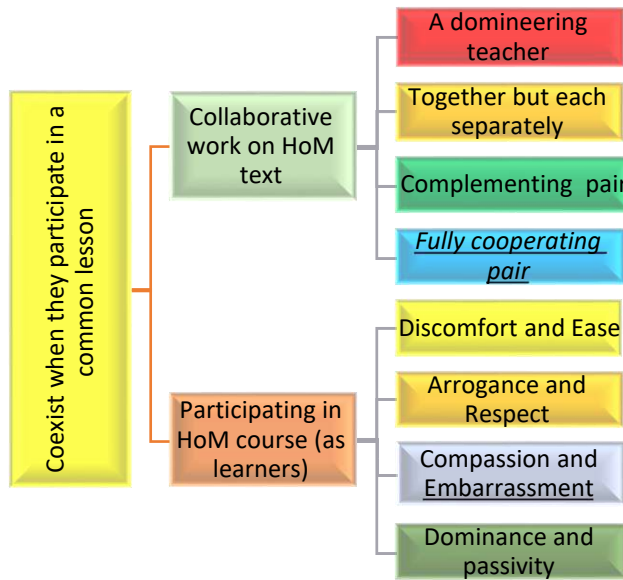 Coexist when they participate in a
common lesson
Collaborative
work on HoM
text
A domineering
teacher
Together but each
separately
Complementing pair
Fully cooperating
pair
Participating in
HoM course (as
learners)
Discomfort and Ease
Arrogance and
Respect
Compassion and
Embarrassment
Dominance and
passivity